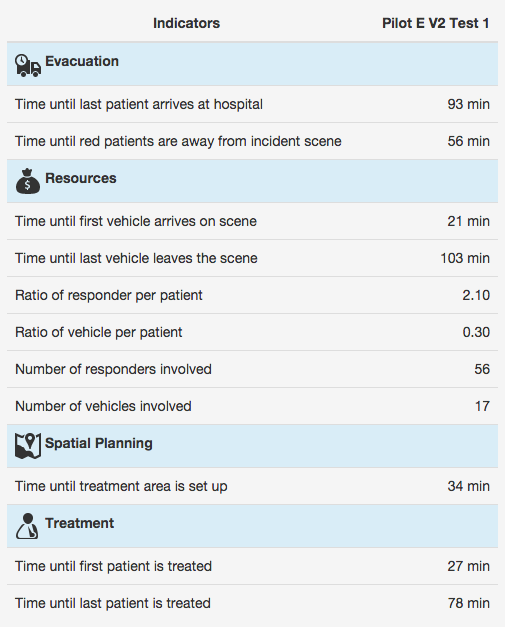 Indicators Pilot E V2 Test 1
Evacuation
Time until last patient arrives at hospital 93 min
Time until red patients are away from incident scene 56 min
$ Resources
Time until first vehicle arrives on scene 21 min
Time until last vehicle leaves the scene 103 min
Ratio of responder per patient 2.10
Ratio of vehicle per patient 0.30
Number of responders involved 56
Number of vehicles involved 17
Spatial Planning
Time until treatment area is set up 34 min
Treatment
Time until first patient is treated 27 min
Time until last patient is treated 78 min